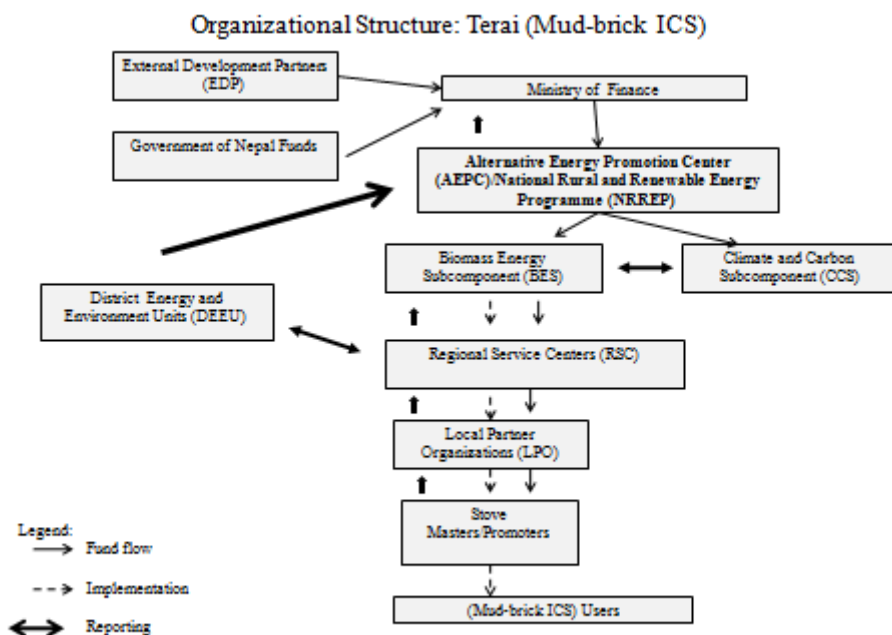 Organizational Structure: Terai (Mud-brick ICS)
External Development Partners
(EDP)
Ministry of Finance
Government of Nepal Funds
Alternative Energy Promotion Center
(AEPC)/National Rural and Renewable Energy
Programme (NRREP)
Biomass Energy
Subcomponent (BES)
Climate and Carbon
Subcomponent (CCS)
District Energy and
Environment Units (DEEU)
Regional Service Centers (RSC)
Local Partner
Organizations (LPO)
Stove
Masters/Promoters
(Mud-brick ICS) Users
Legend:
Fund flow
Implementation
Reporting